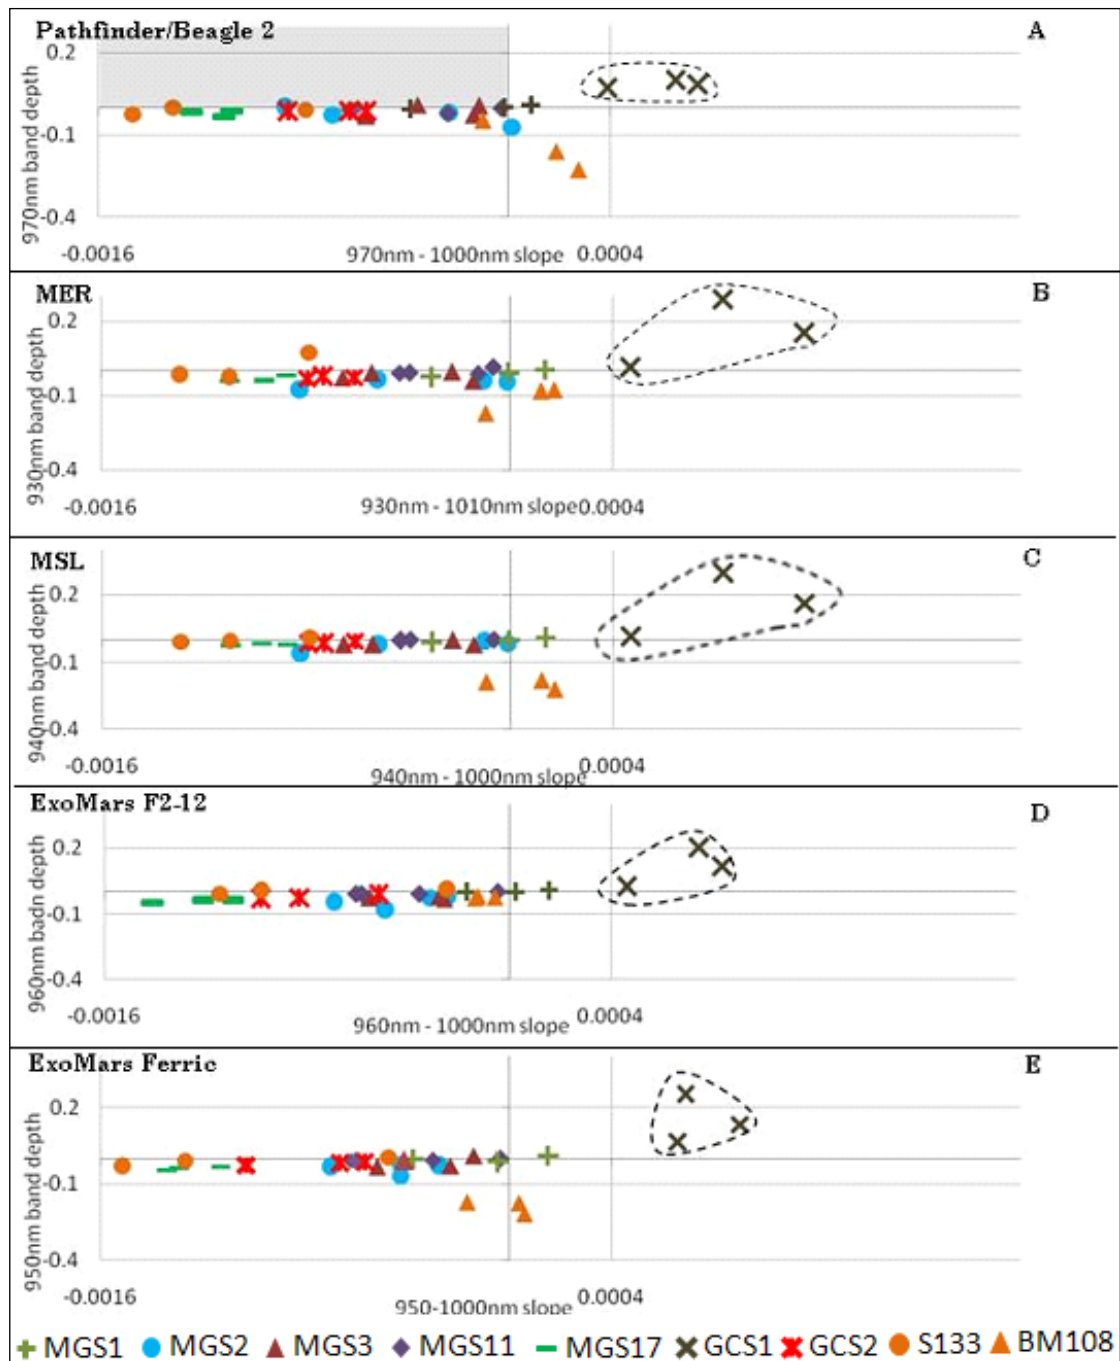 Pathfinder/Beagle 2
A
0.2
-0.1
-0.4
970nm band depth
-0.0016
970nm - 1000nm slope
0.0004
MER
B
0.2
-0.1
-0.4
930nm band depth
-0.0016
930nm - 1010nm slope
0.0004
MSL
C
0.2
-0.1
-0.4
940nm band depth
-0.0016
940nm - 1000nm slope
0.0004
ExoMars F2-12
D
0.2
-0.1
-0.4
960nm badn depth
-0.0016
960nm - 1000nm slope
0.0004
ExoMars Ferric
E
0.2
-0.1
-0.4
950nm band depth
-0.0016
950-1000nm slope
0.0004
MGS1 MGS2 MGS3 MGS11 MGS17 GCS1 GCS2 S133 BM108